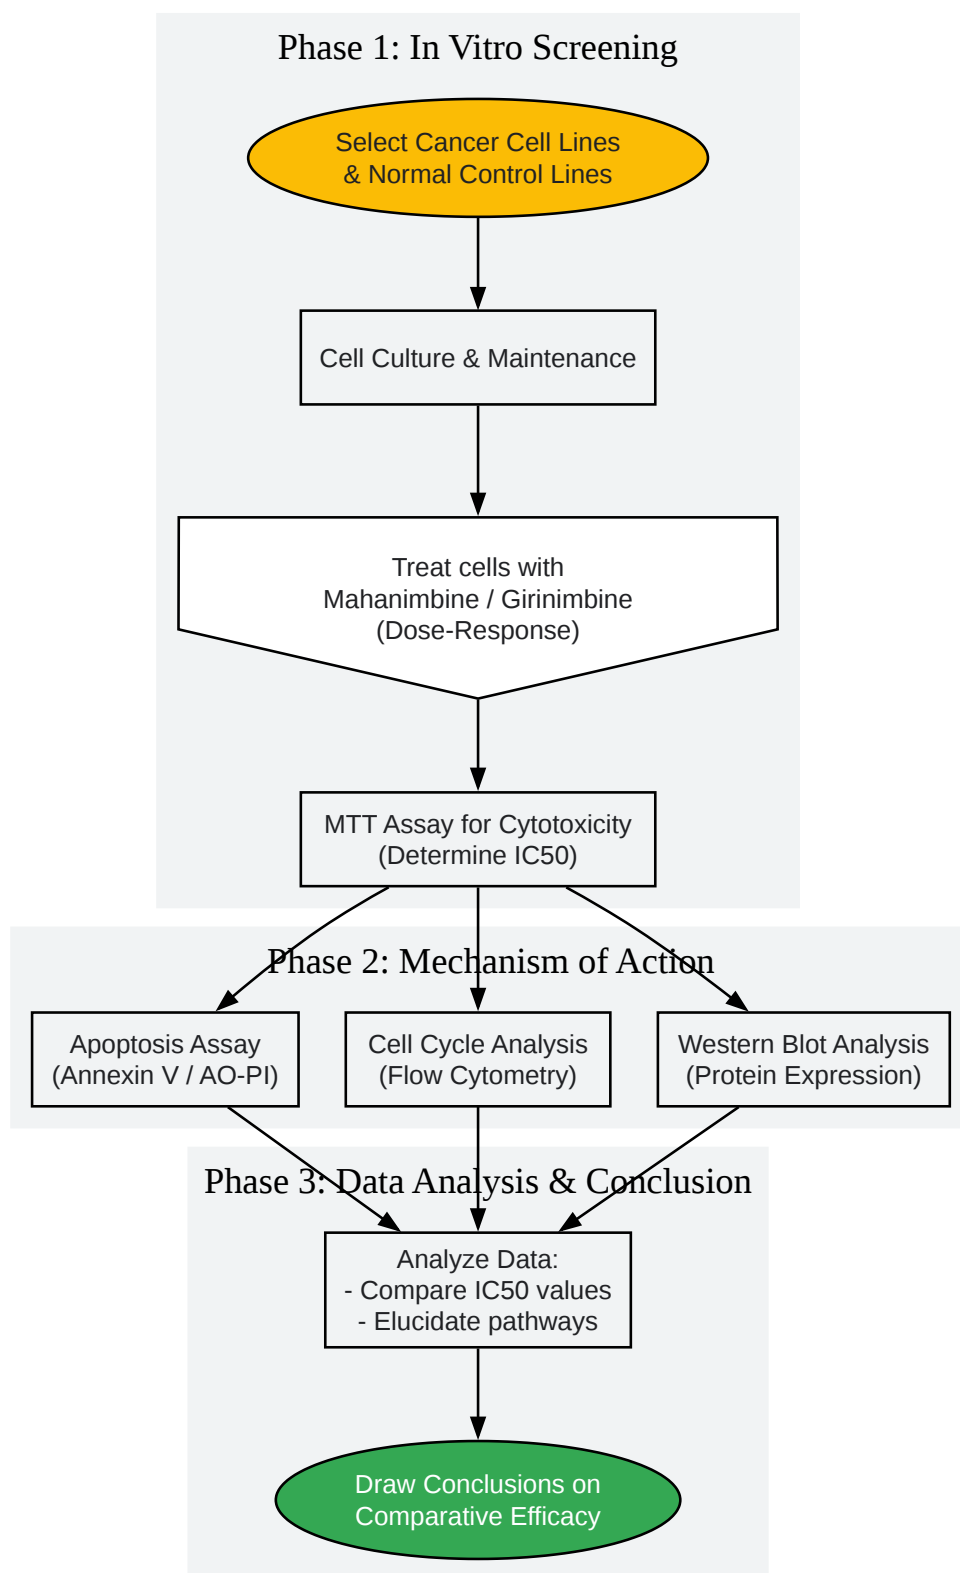 Phase 1: In Vitro Screening
Select Cancer Cell Lines
& Normal Control Lines
Cell Culture & Maintenance
Treat cells with
Mahanimbine / Girinimbine
(Dose-Response)
MTT Assay for Cytotoxicity
(Determine IC50)
Phase 2: Mechanism of Action
Apoptosis Assay
(Annexin V / AO-PI)
Cell Cycle Analysis
(Flow Cytometry)
Western Blot Analysis
(Protein Expression)
Phase 3: Data Analysis & Conclusion
Analyze Data:
- Compare IC50 values
- Elucidate pathways
Draw Conclusions on
Comparative Efficacy